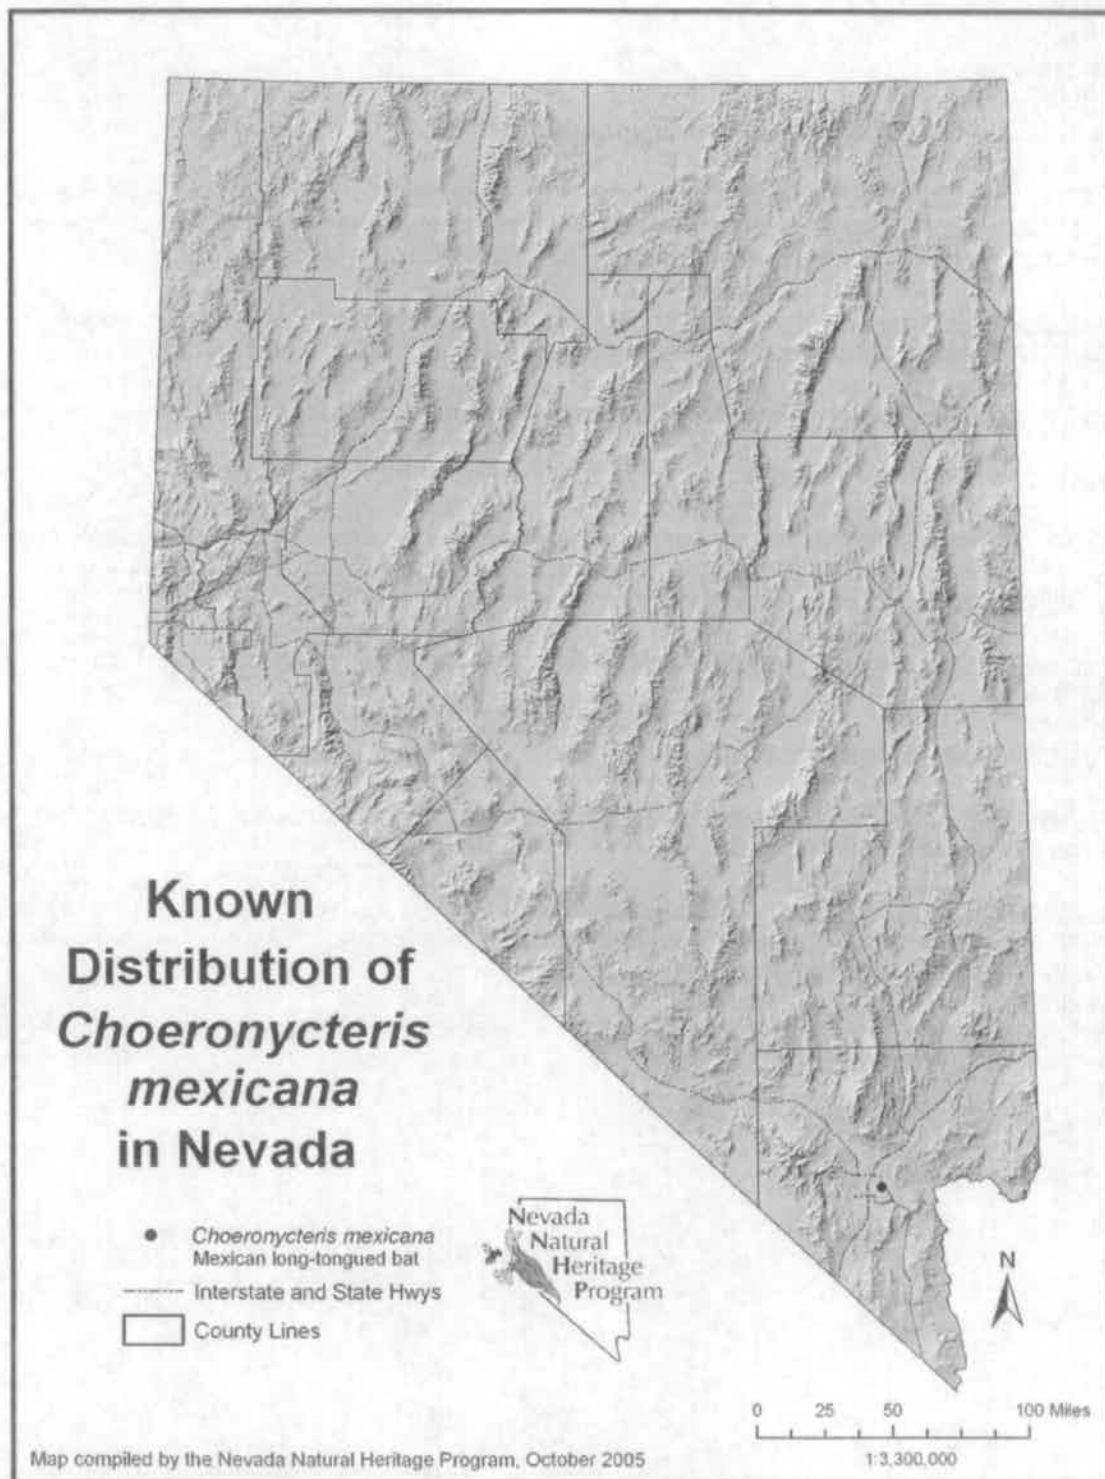 Known
Distribution of
Choeronycteris
mexicana
in Nevada
Choeronycteris mexicana
Mexican long-tongued bat
Interstate and State Hwys
County Lines
Nevada
Natural
Heritage
Program
N
0 25 50 100 Miles
1:3,300,000
Map compiled by the Nevada Natural Heritage Program, October 2005